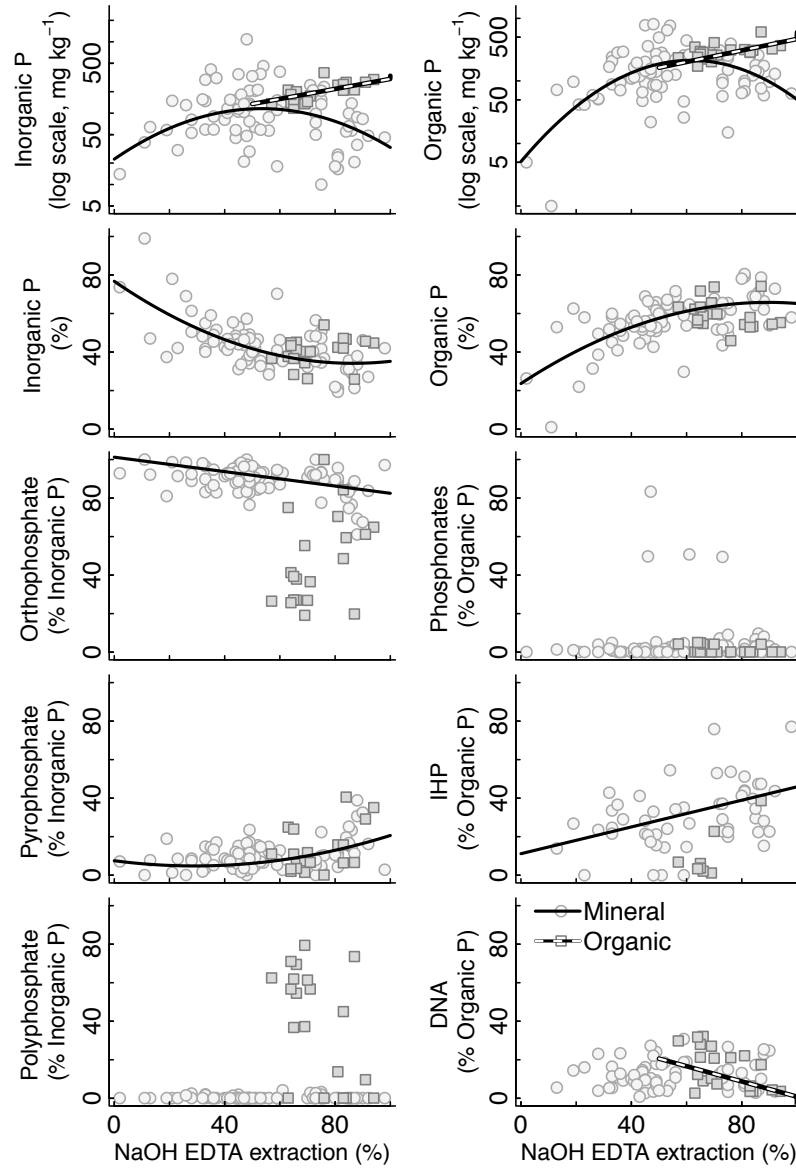 Inorganic P
(log scale, mg kg⁻¹)
500
50
5
Organic P
(log scale, mg kg⁻¹)
500
50
5
Inorganic P
(%)
80
40
0
Organic P
(%)
80
40
0
Orthophosphate
(% Inorganic P)
80
40
0
Phosphonates
(% Organic P)
80
40
0
Pyrophosphate
(% Inorganic P)
80
40
0
IHP
(% Organic P)
80
40
0
Polyphosphate
(% Inorganic P)
80
40
0
DNA
(% Organic P)
80
40
0
Mineral
Organic
0 40 80
NaOH EDTA extraction (%)
0 40 80
NaOH EDTA extraction (%)